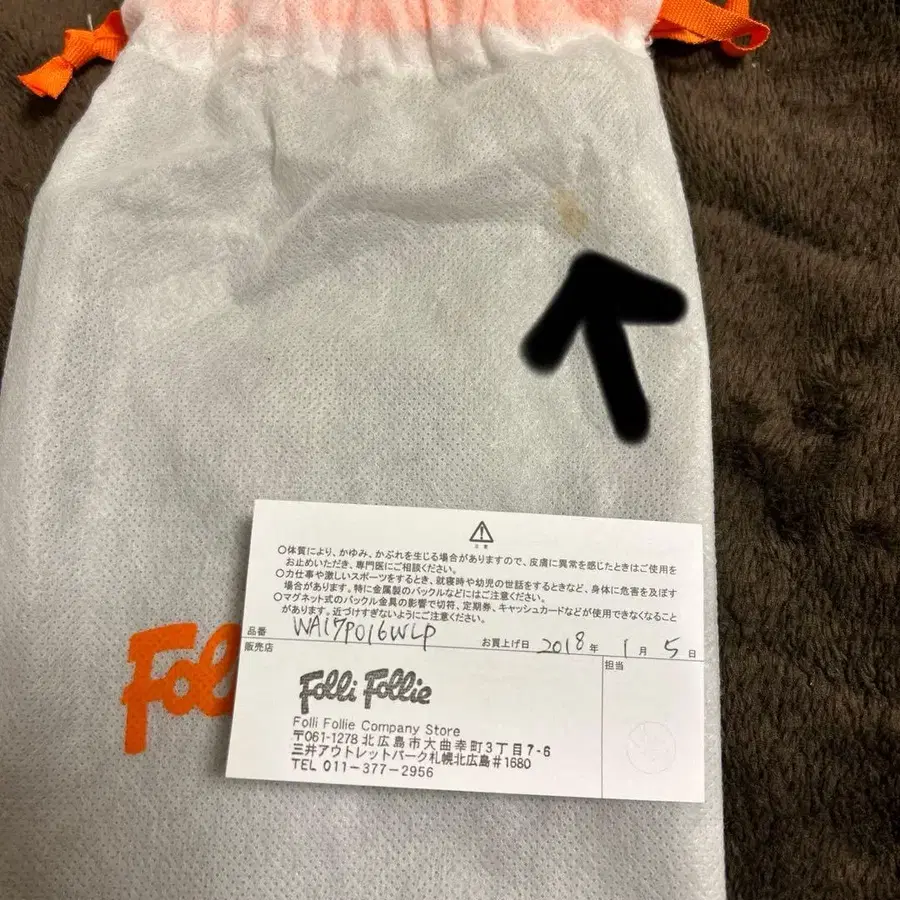 注意
○体質により、かゆみ、かぶれを生じる場合がありますので、皮膚に異常を感じたときはご使用を
お止めいただき、専門医にご相談ください。
○力仕事や激しいスポーツをするとき、就寝時や幼児の世話をするときなど、身体に危害を及ぼす
場合があります。特に金属製のバックルなどにはご注意ください。
○マグネット式のバックル金具の影響で切符、定期券、キャッシュカードなどが使用できなくなること
があります。近づけすぎないようにご注意ください。
品番 WA17P016WLP お買上げ日 2018年 1月 5日
販売店 担当
Fol
Folli Follie
Folli Follie Company Store
〒061-1278 北広島市大曲幸町3丁目7-6
三井アウトレットパーク札幌北広島#1680
TEL 011-377-2956